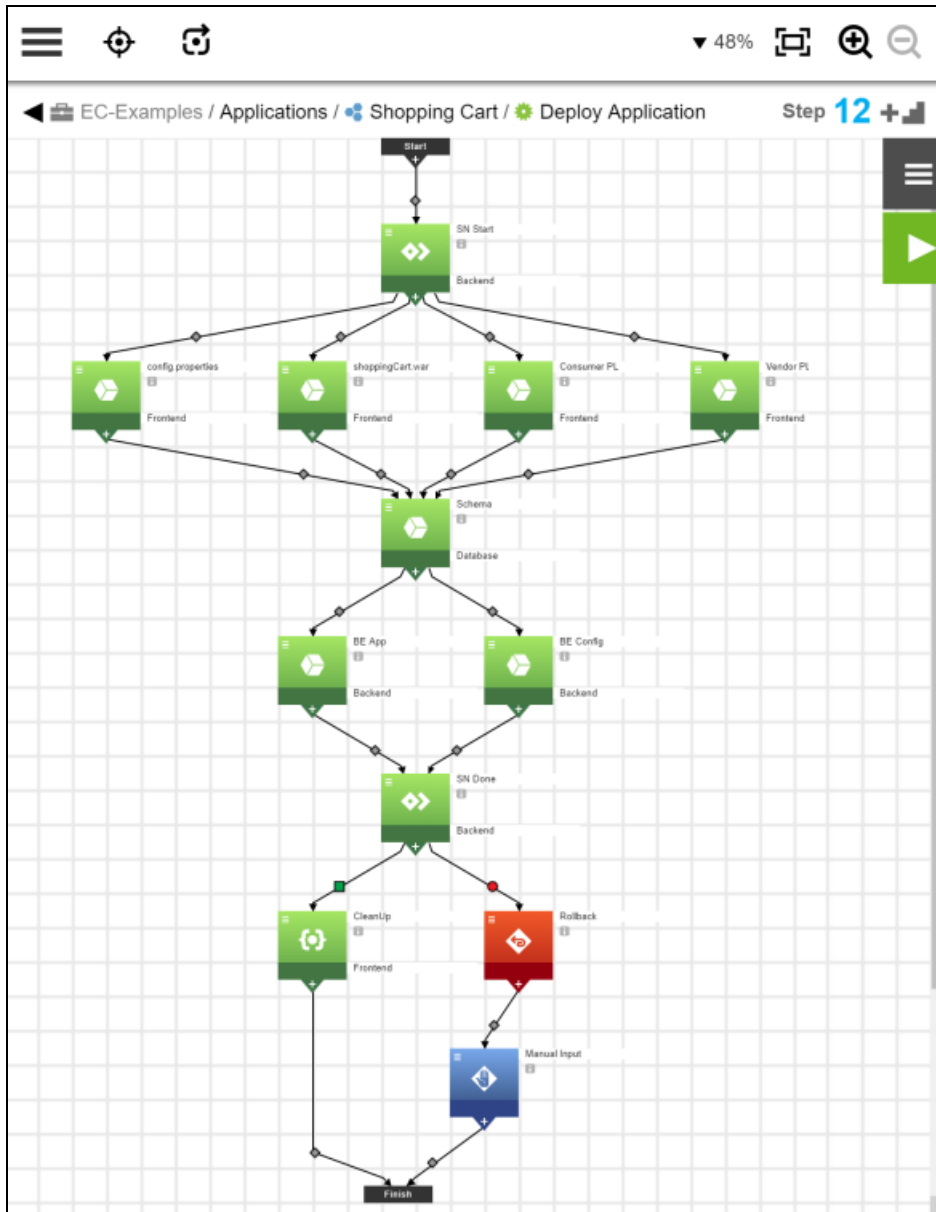 48%
EC-Examples / Applications / Shopping Cart / Deploy Application Step 12
Start
SN Start
Backend
config.properties
shoppingCart.war
Consumer PL
Vendor PL
Frontend
Frontend
Frontend
Frontend
Schema
Database
BE App
BE Config
Backend
Backend
SN Done
Backend
CleanUp
Rollback
Frontend
Manual Input
Finish